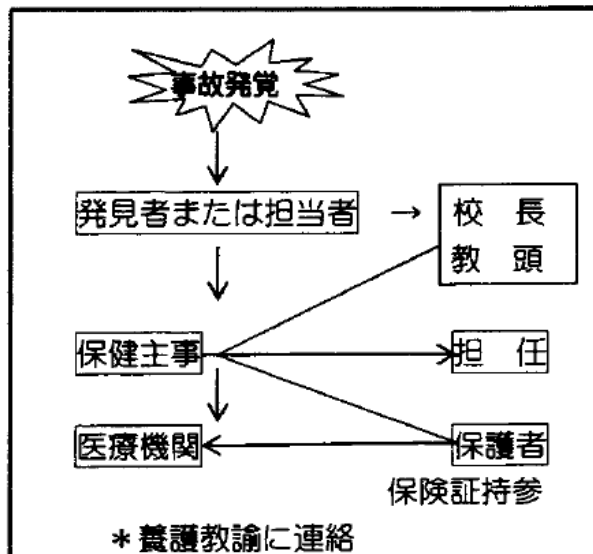 事故発覚
発見者または担当者 → 校 長
教 頭
保健主事
担 任
医療機関
保護者
保険証持参
*養護教諭に連絡